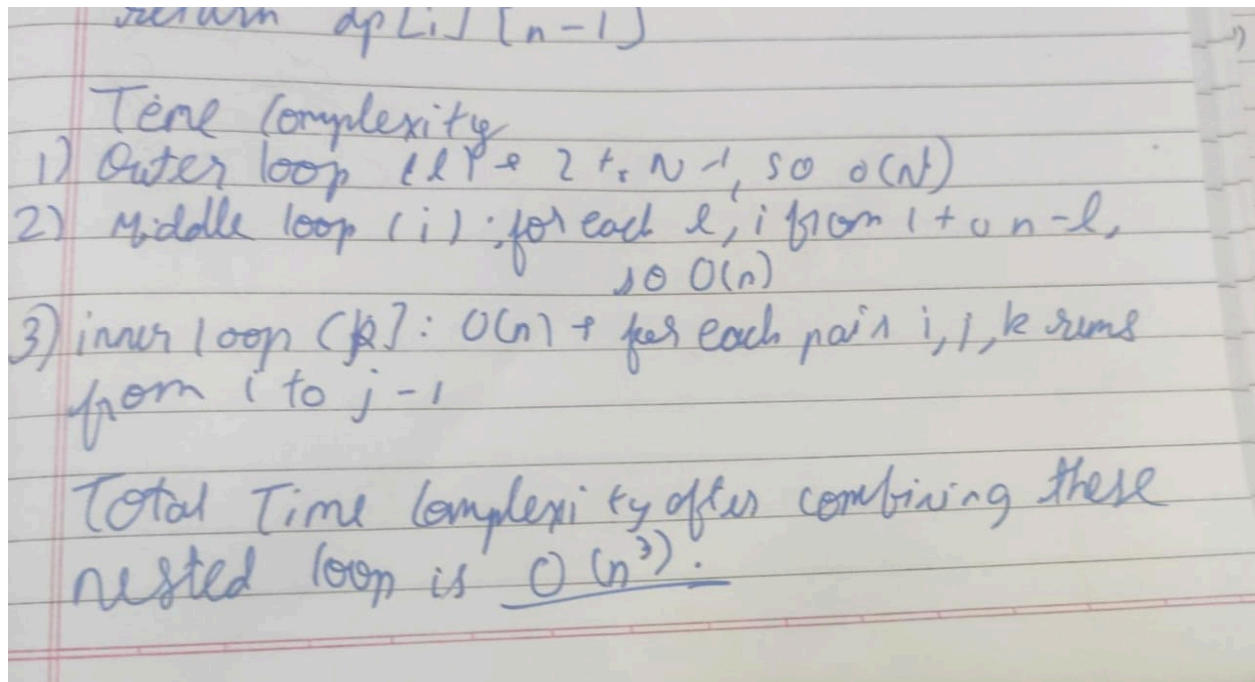 return dp[i][n-1]
Time Complexity
1) Outer loop (l): 2 to N-1, so O(N)
2) Middle loop (i): for each l, i from 1 to n-l,
so O(n)
3) inner loop (k]: O(n) + for each pair i, j, k runs
from i to j-1
Total Time Complexity after combining these
nested loop is O(n³).